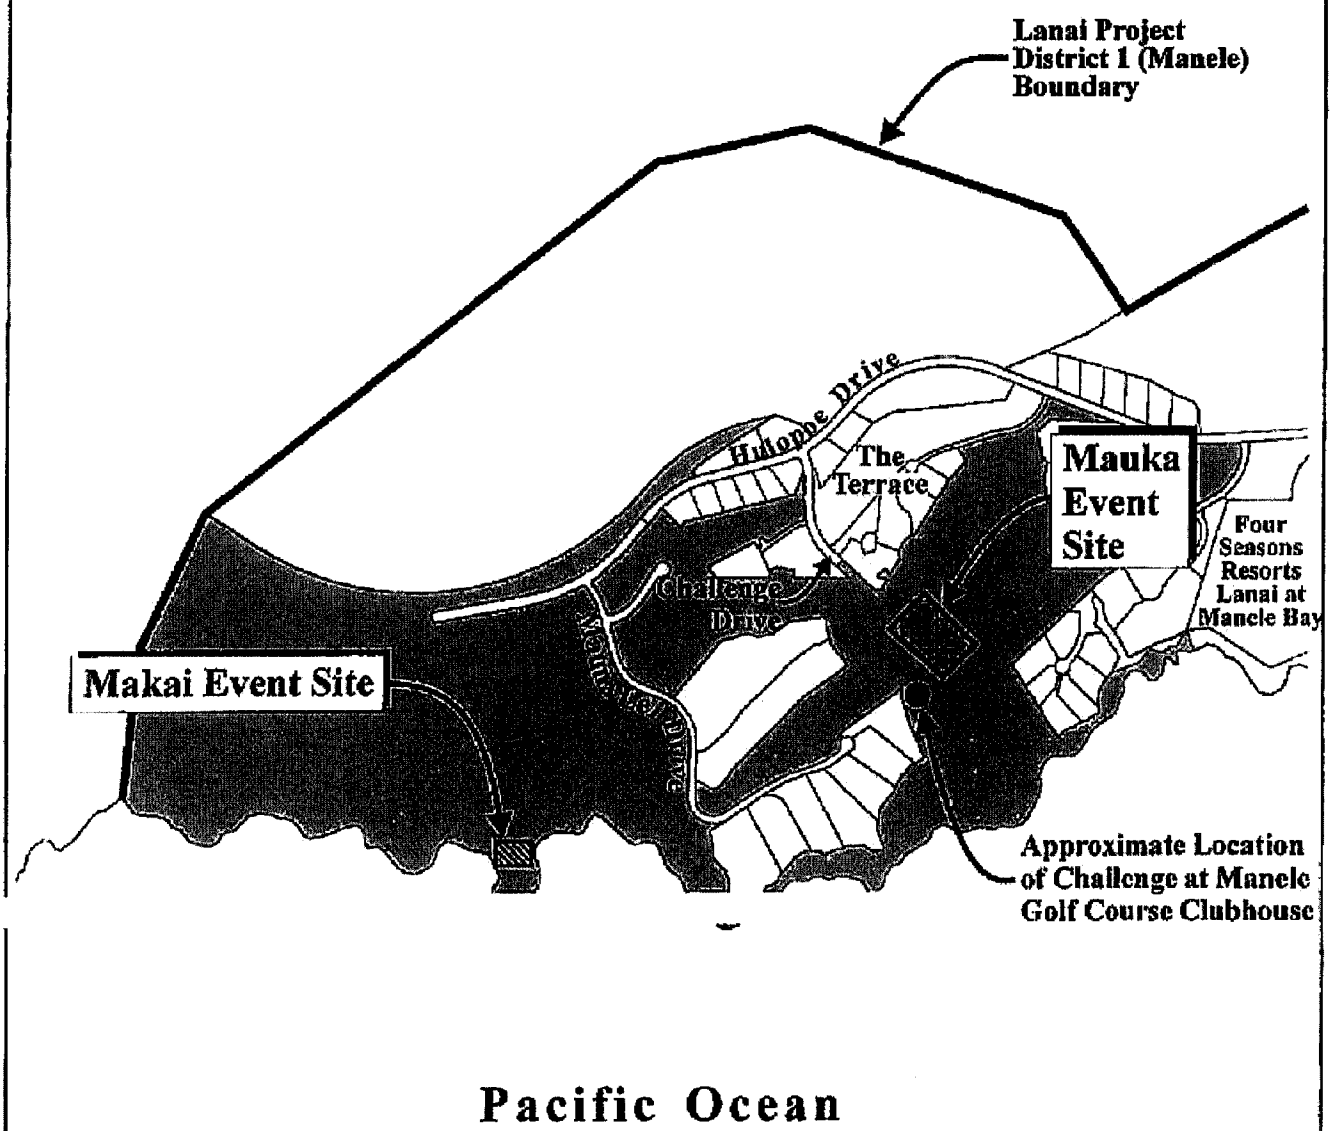 Lanai Project
District 1 (Manele)
Boundary
Hulopoe Drive
The
Terrace
Mauka
Event
Site
Four
Seasons
Resorts
Lanai at
Manele Bay
Challenge
Drive
Makai Event Site
Drive
Approximate Location
of Challenge at Manele
Golf Course Clubhouse
Pacific Ocean